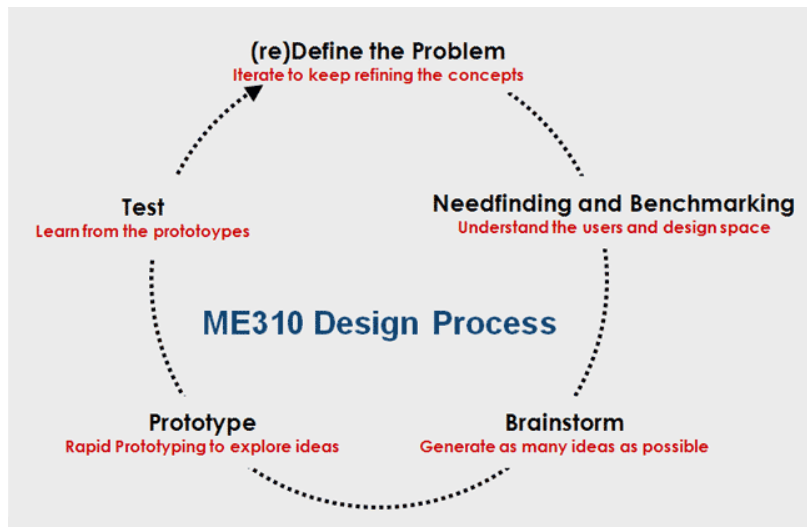 (re)Define the Problem
Iterate to keep refining the concepts
Needfinding and Benchmarking
Understand the users and design space
Brainstorm
Generate as many ideas as possible
Prototype
Rapid Prototyping to explore ideas
Test
Learn from the prototoypes
ME310 Design Process